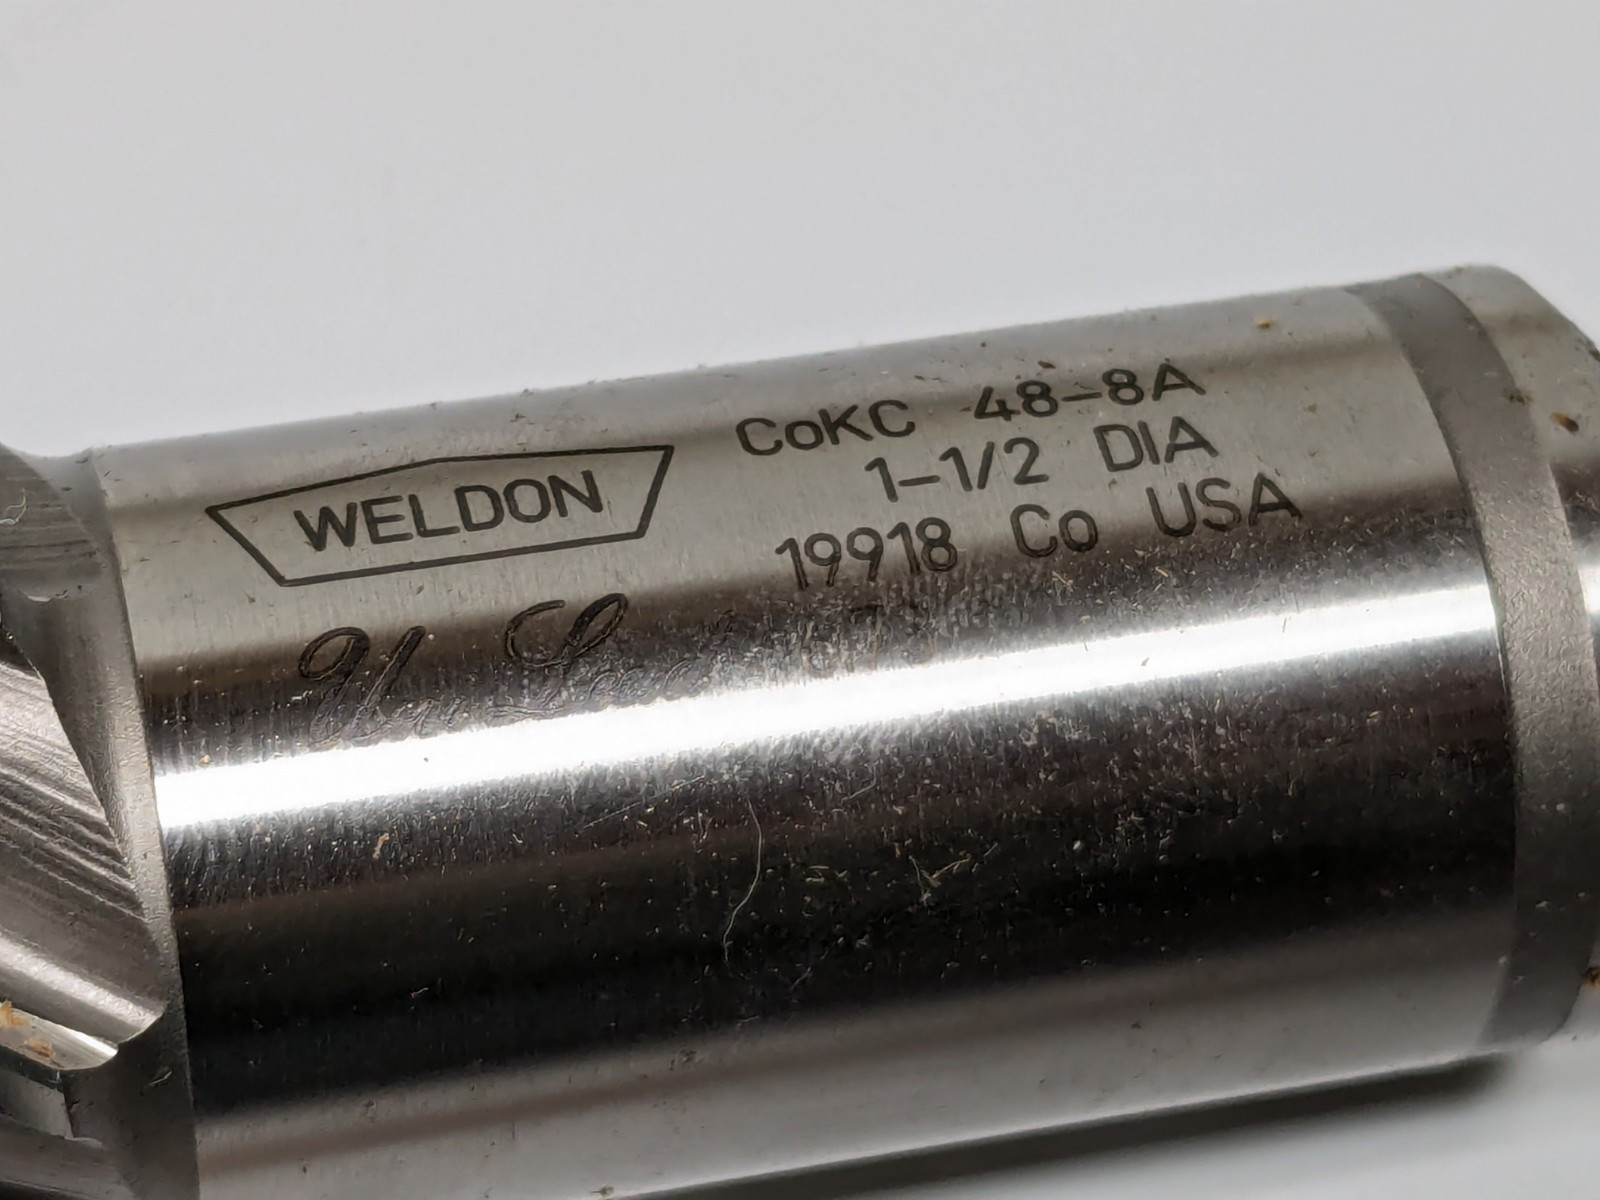 WELDON
CoKC 48-8A
1-1/2 DIA
19918 Co USA